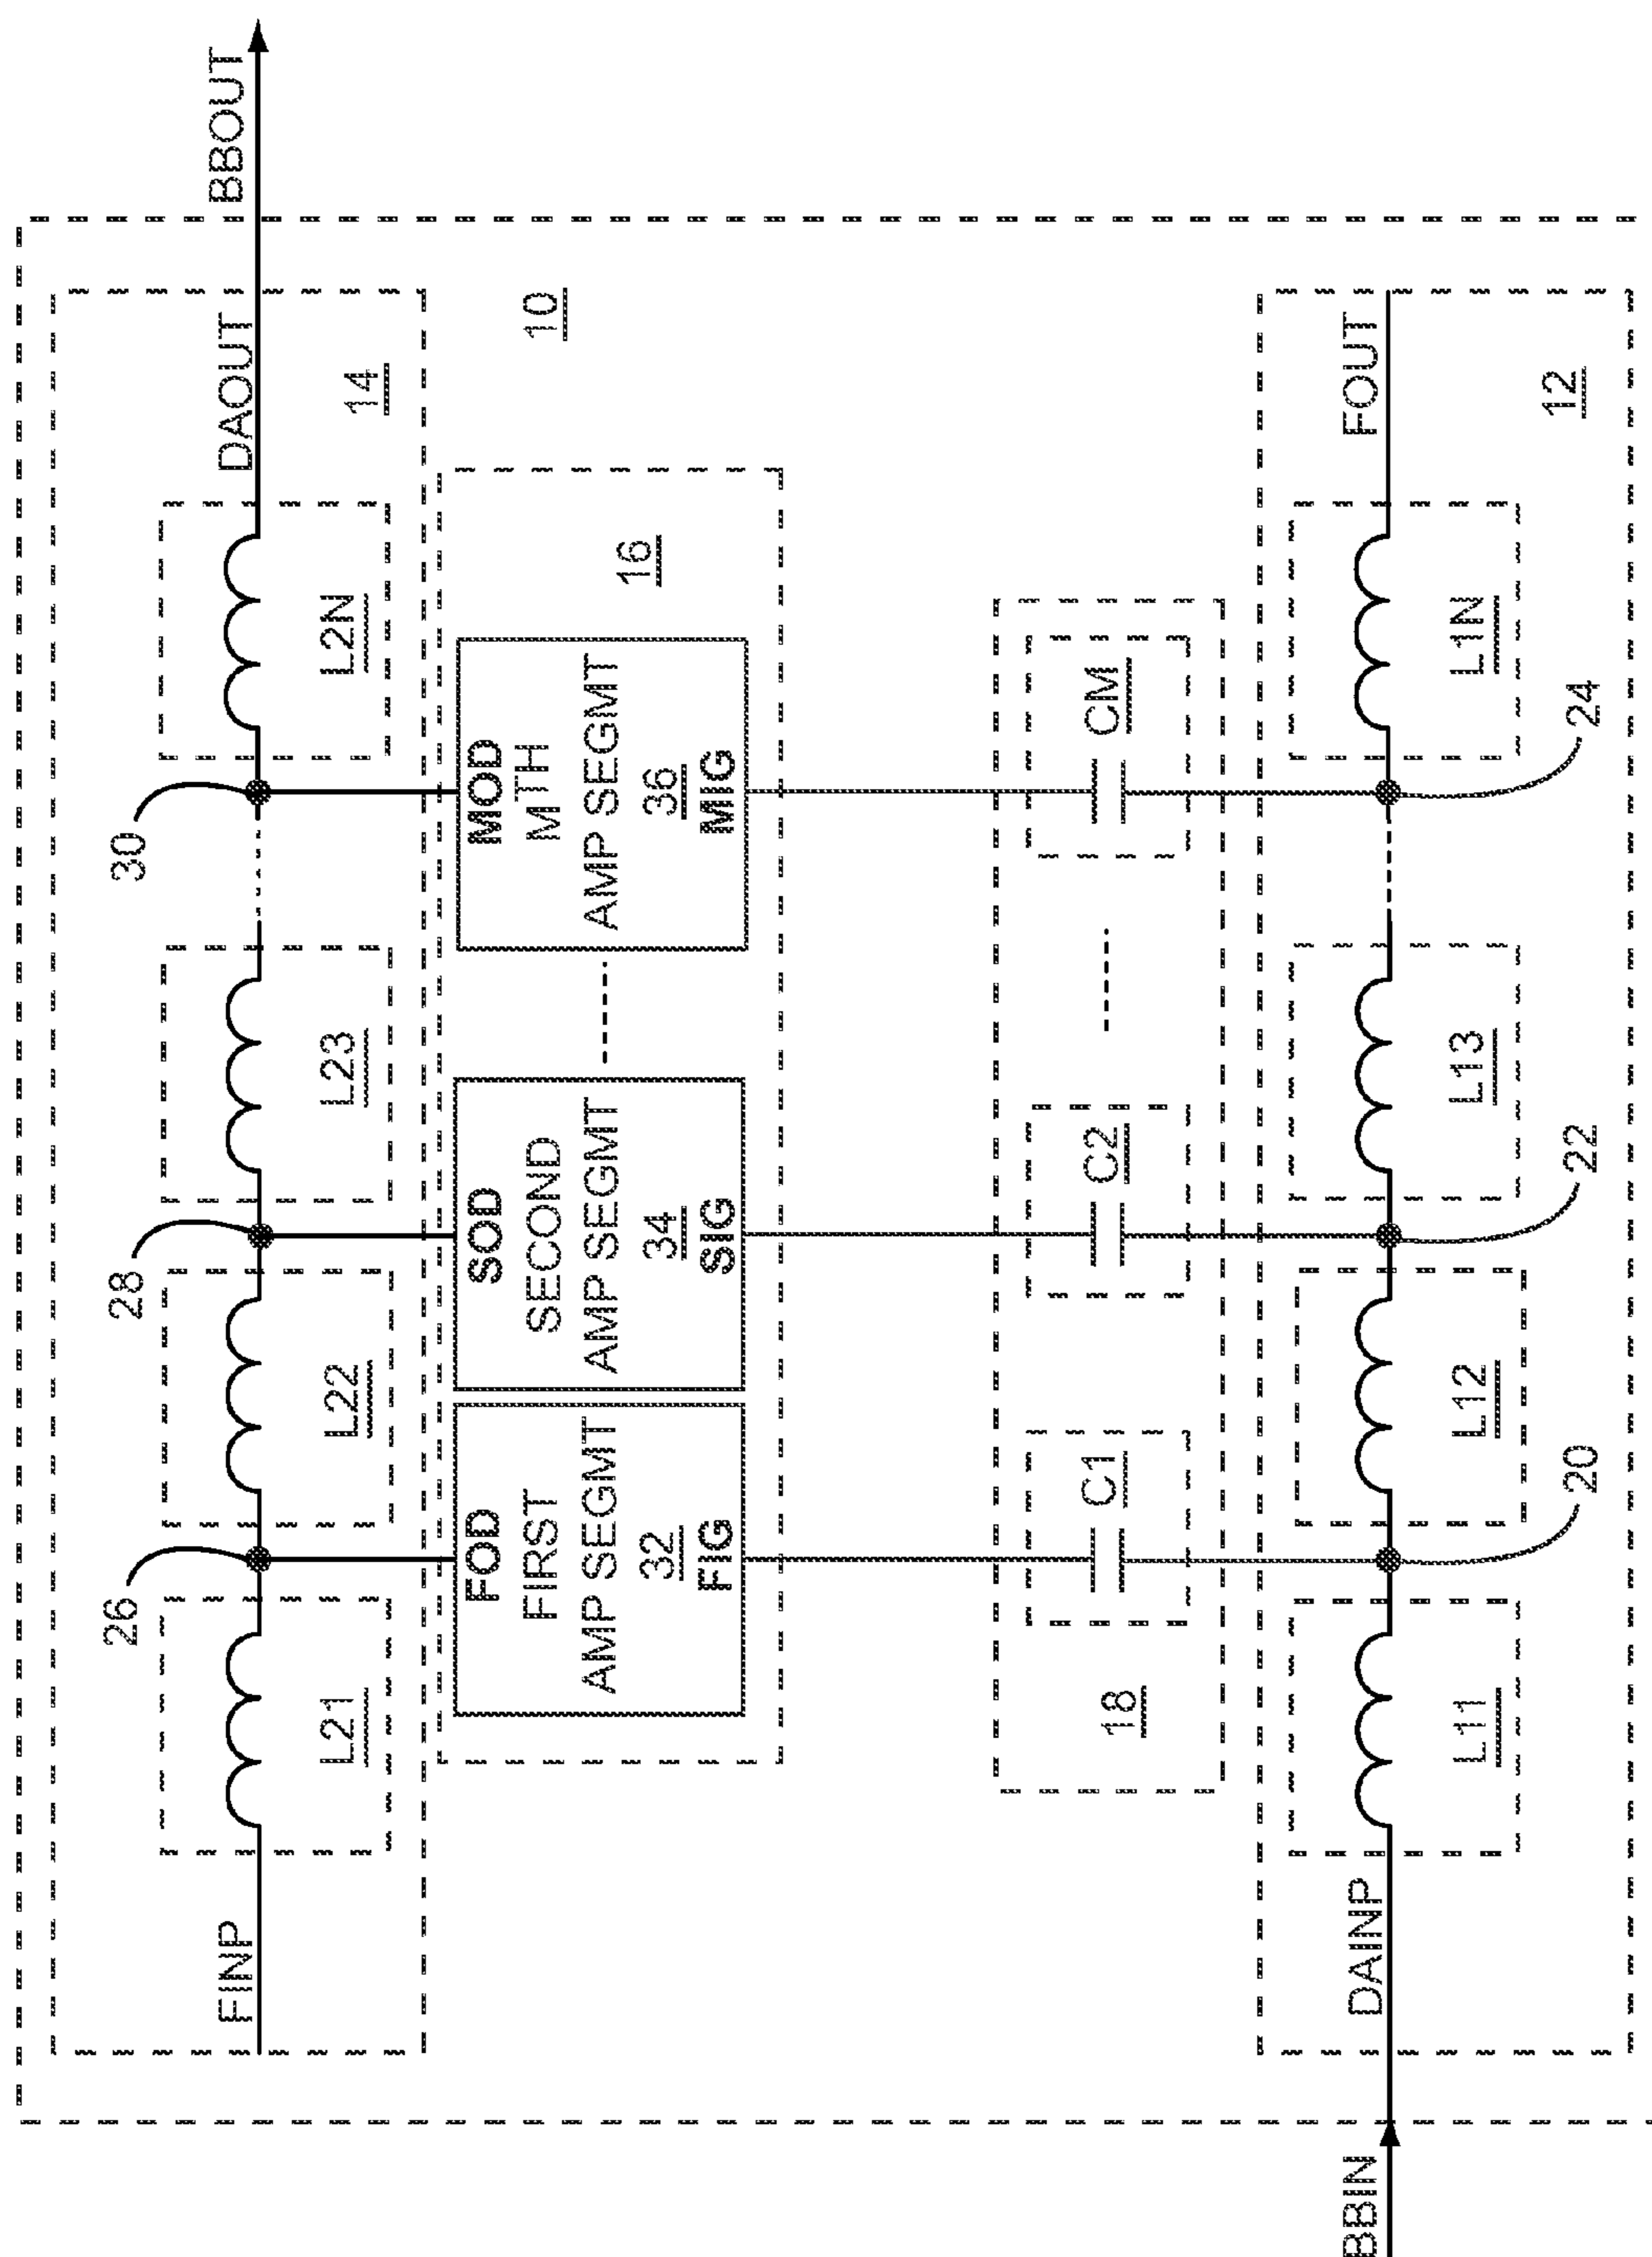 26
28
30
FINP
DAOUT
BBOUT
L21
L22
L23
L2N
14
FOD
FIRST
AMP SEGMT
32
FIG
SOD
SECOND
AMP SEGMT
34
SIG
MOD
MTH
AMP SEGMT
36
MIG
16
10
18
C1
C2
CM
BBIN
DAINP
FOUT
L11
L12
L13
L1N
12
20
22
24